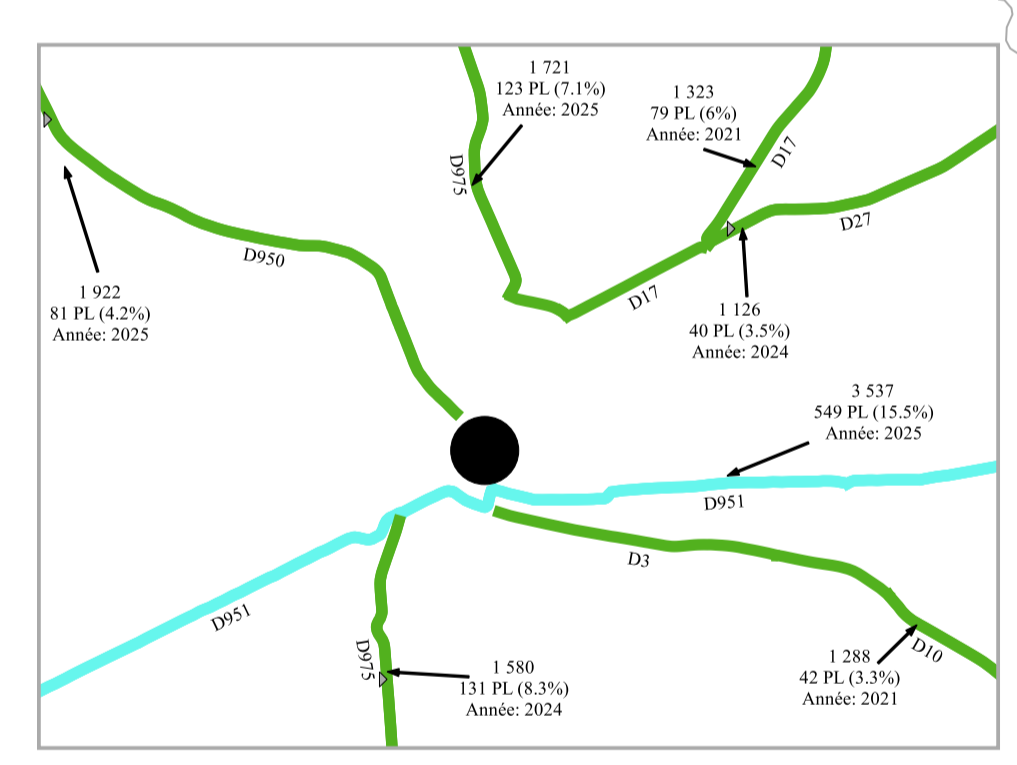 1 721
123 PL (7.1%)
Année: 2025
1 323
79 PL (6%)
Année: 2021
D17
D975
D27
D950
1 922
81 PL (4.2%)
Année: 2025
D17
1 126
40 PL (3.5%)
Année: 2024
3 537
549 PL (15.5%)
Année: 2025
D951
D3
D951
D975
1 580
131 PL (8.3%)
Année: 2024
D10
1 288
42 PL (3.3%)
Année: 2021